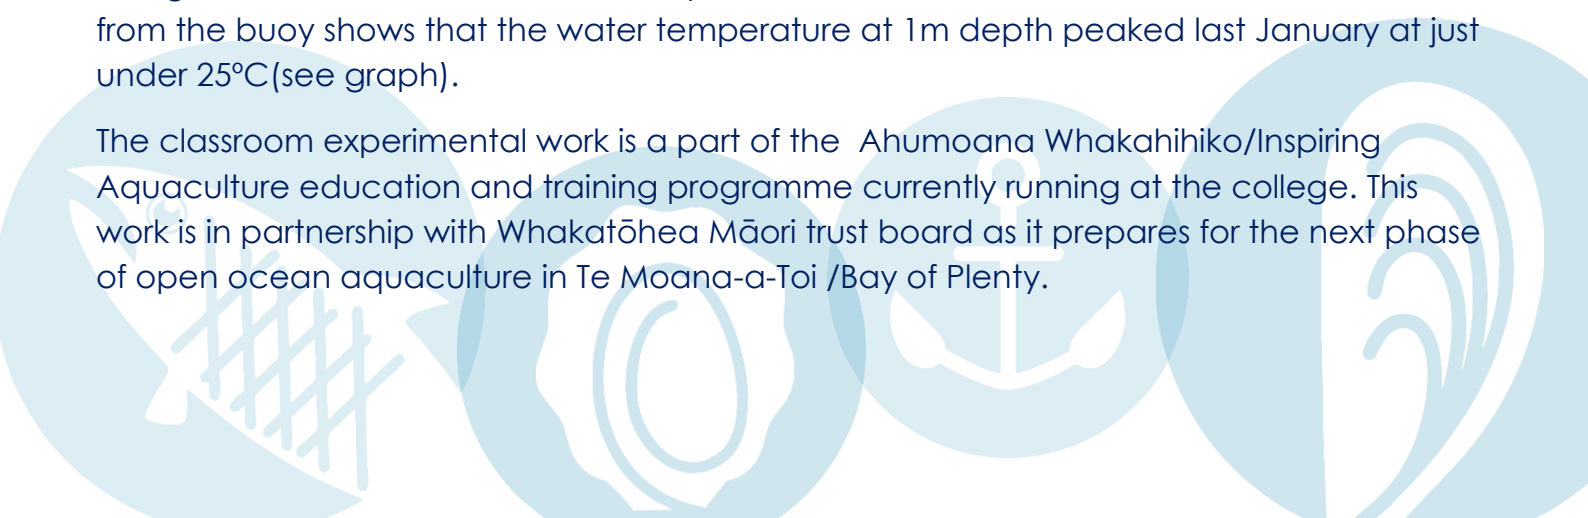 from the buoy shows that the water temperature at 1m depth peaked last January at just
under 25ºC(see graph).
The classroom experimental work is a part of the  Ahumoana Whakahihiko/Inspiring
Aquaculture education and training programme currently running at the college. This
work is in partnership with Whakatōhea Māori trust board as it prepares for the next phase
of open ocean aquaculture in Te Moana-a-Toi /Bay of Plenty.